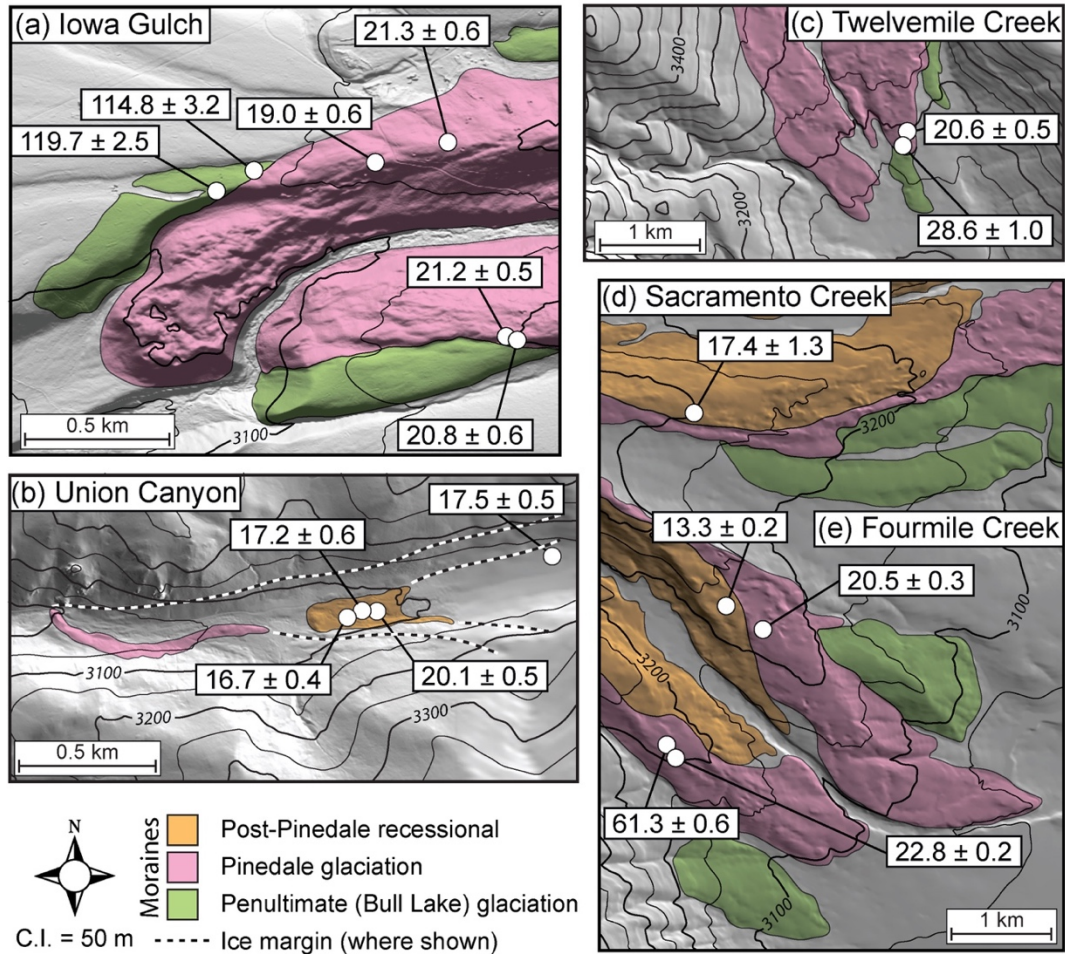 (a) Iowa Gulch
21.3 ± 0.6
114.8 ± 3.2
19.0 ± 0.6
119.7 ± 2.5
21.2 ± 0.5
20.8 ± 0.6
3100
0.5 km
(b) Union Canyon
17.5 ± 0.5
17.2 ± 0.6
16.7 ± 0.4
20.1 ± 0.5
3100
3200
3300
0.5 km
(c) Twelvemile Creek
3400
20.6 ± 0.5
3200
28.6 ± 1.0
1 km
(d) Sacramento Creek
17.4 ± 1.3
3200
13.3 ± 0.2
(e) Fourmile Creek
20.5 ± 0.3
3100
3200
61.3 ± 0.6
22.8 ± 0.2
3100
1 km
N
C.I. = 50 m
Moraines
Post-Pinedale recessional
Pinedale glaciation
Penultimate (Bull Lake) glaciation
Ice margin (where shown)